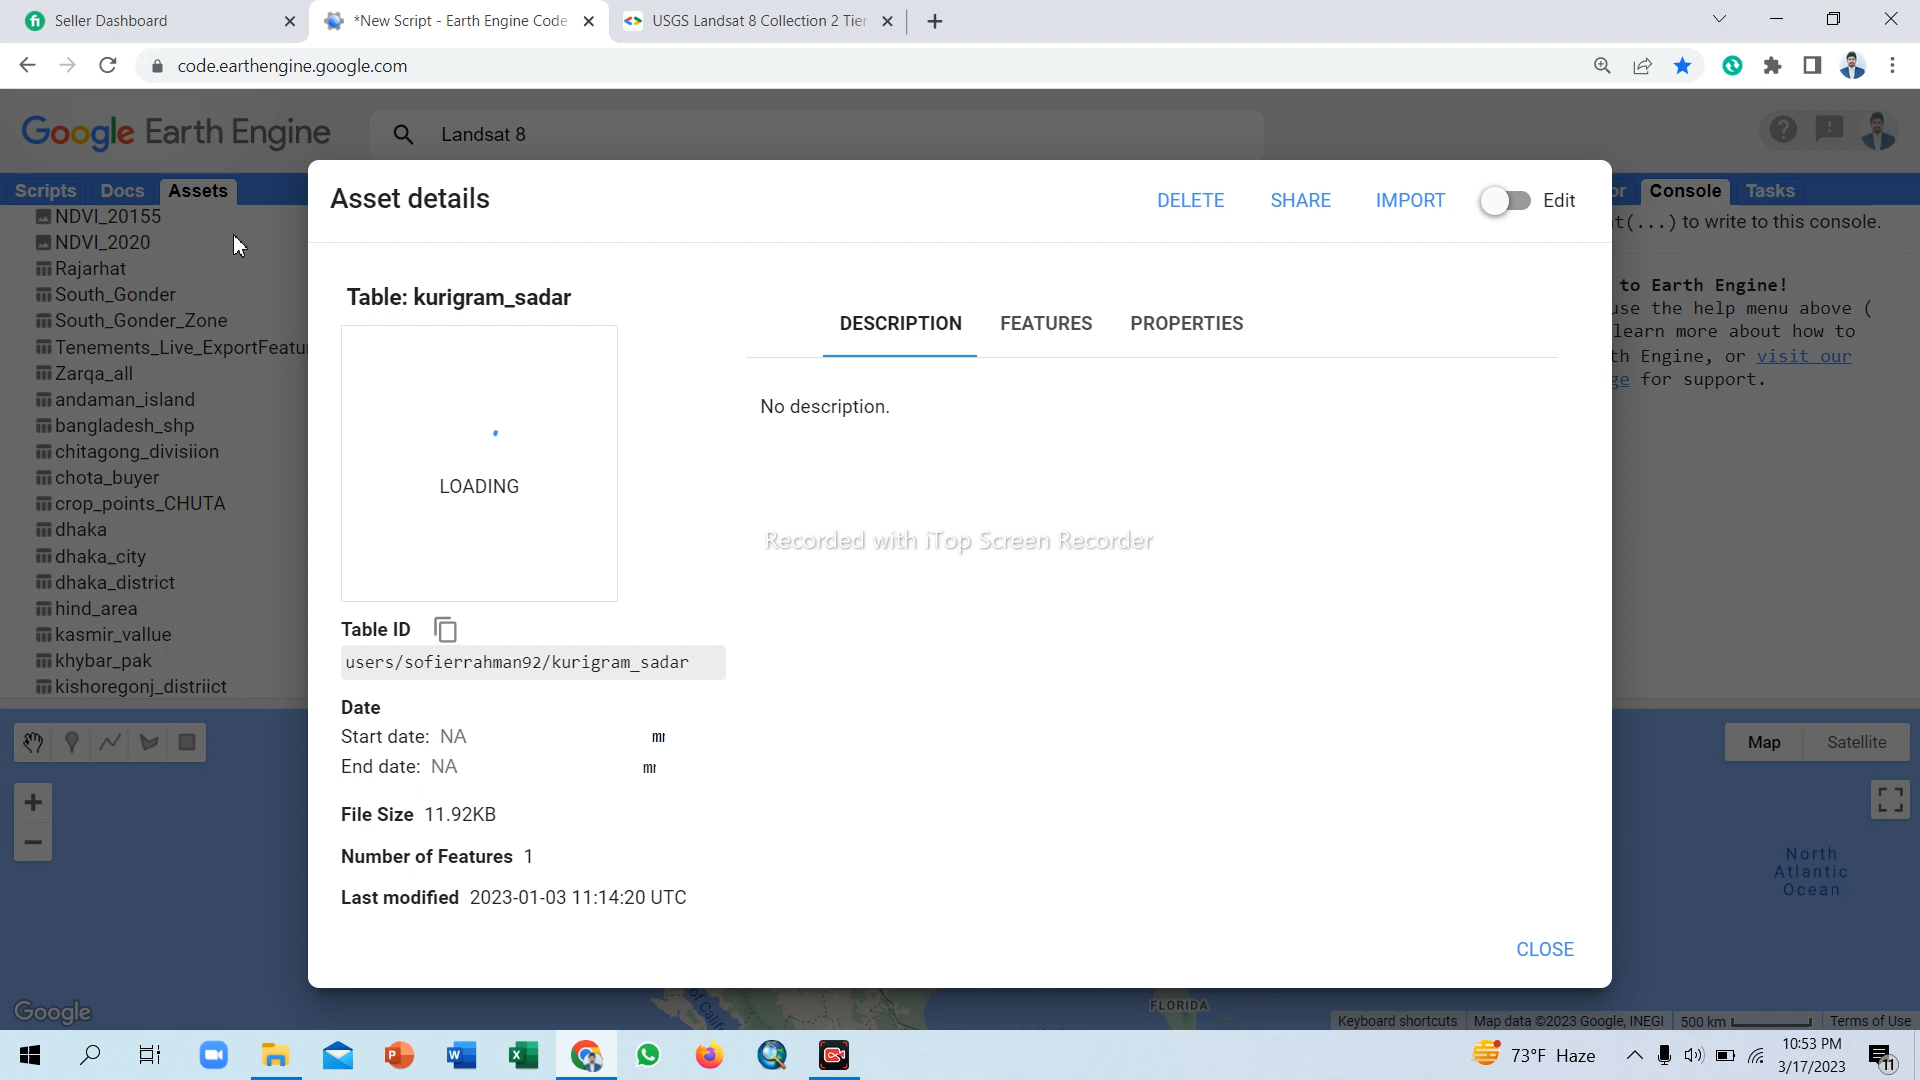 Seller Dashboard
*New Script - Earth Engine Code
USGS Landsat 8 Collection 2 Tier
code.earthengine.google.com
Google Earth Engine
Landsat 8
Scripts
Docs
Assets
Console
Tasks
NDVI_20155
NDVI_2020
Rajarhat
South_Gonder
South_Gonder_Zone
Tenements_Live_ExportFeatu
Zarqa_all
andaman_island
bangladesh_shp
chitagong_divisiion
chota_buyer
crop_points_CHUTA
dhaka
dhaka_city
dhaka_district
hind_area
kasmir_vallue
khybar_pak
kishoregonj_distriict
Asset details
DELETE
SHARE
IMPORT
Edit
Table: kurigram_sadar
DESCRIPTION
FEATURES
PROPERTIES
No description.
LOADING
Recorded with iTop Screen Recorder
Table ID
users/sofierrahman92/kurigram_sadar
Date
Start date: NA
End date: NA
File Size 11.92KB
Number of Features 1
Last modified 2023-01-03 11:14:20 UTC
CLOSE
t(...) to write to this console.
to Earth Engine!
use the help menu above (
learn more about how to
th Engine, or visit our
ge for support.
Map
Satellite
North
Atlantic
Ocean
FLORIDA
Google
Keyboard shortcuts
Map data ©2023 Google, INEGI
500 km
Terms of Use
73°F Haze
10:53 PM
3/17/2023
11